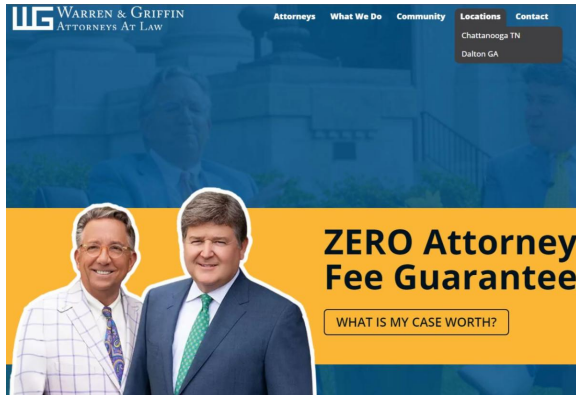 WG WARREN & GRIFFIN
ATTORNEYS AT LAW
Attorneys What We Do Community Locations Contact
Chattanooga TN
Dalton GA
ZERO Attorney
Fee Guarantee
WHAT IS MY CASE WORTH?